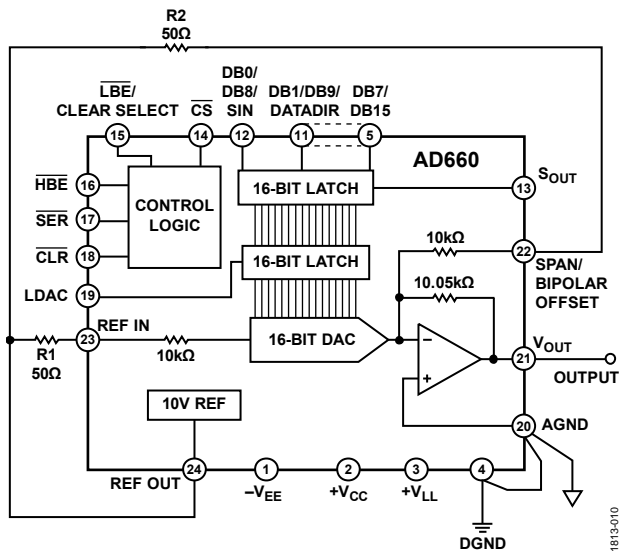 R2
50Ω
LBE/
CLEAR SELECT
CS
DB0/
DB8/
SIN
DB1/DB9/
DATADIR
DB7/
DB15
15
14
12
11
5
AD660
HBE
16
SER
17
CLR
18
LDAC
19
CONTROL
LOGIC
16-BIT LATCH
16-BIT LATCH
13
SOUT
10kΩ
22
SPAN/
BIPOLAR
OFFSET
10.05kΩ
REF IN
23
R1
50Ω
10kΩ
16-BIT DAC
−
+
VOUT
21
OUTPUT
10V REF
AGND
20
24
REF OUT
1
–VEE
2
+VCC
3
+VLL
4
DGND
1813-010